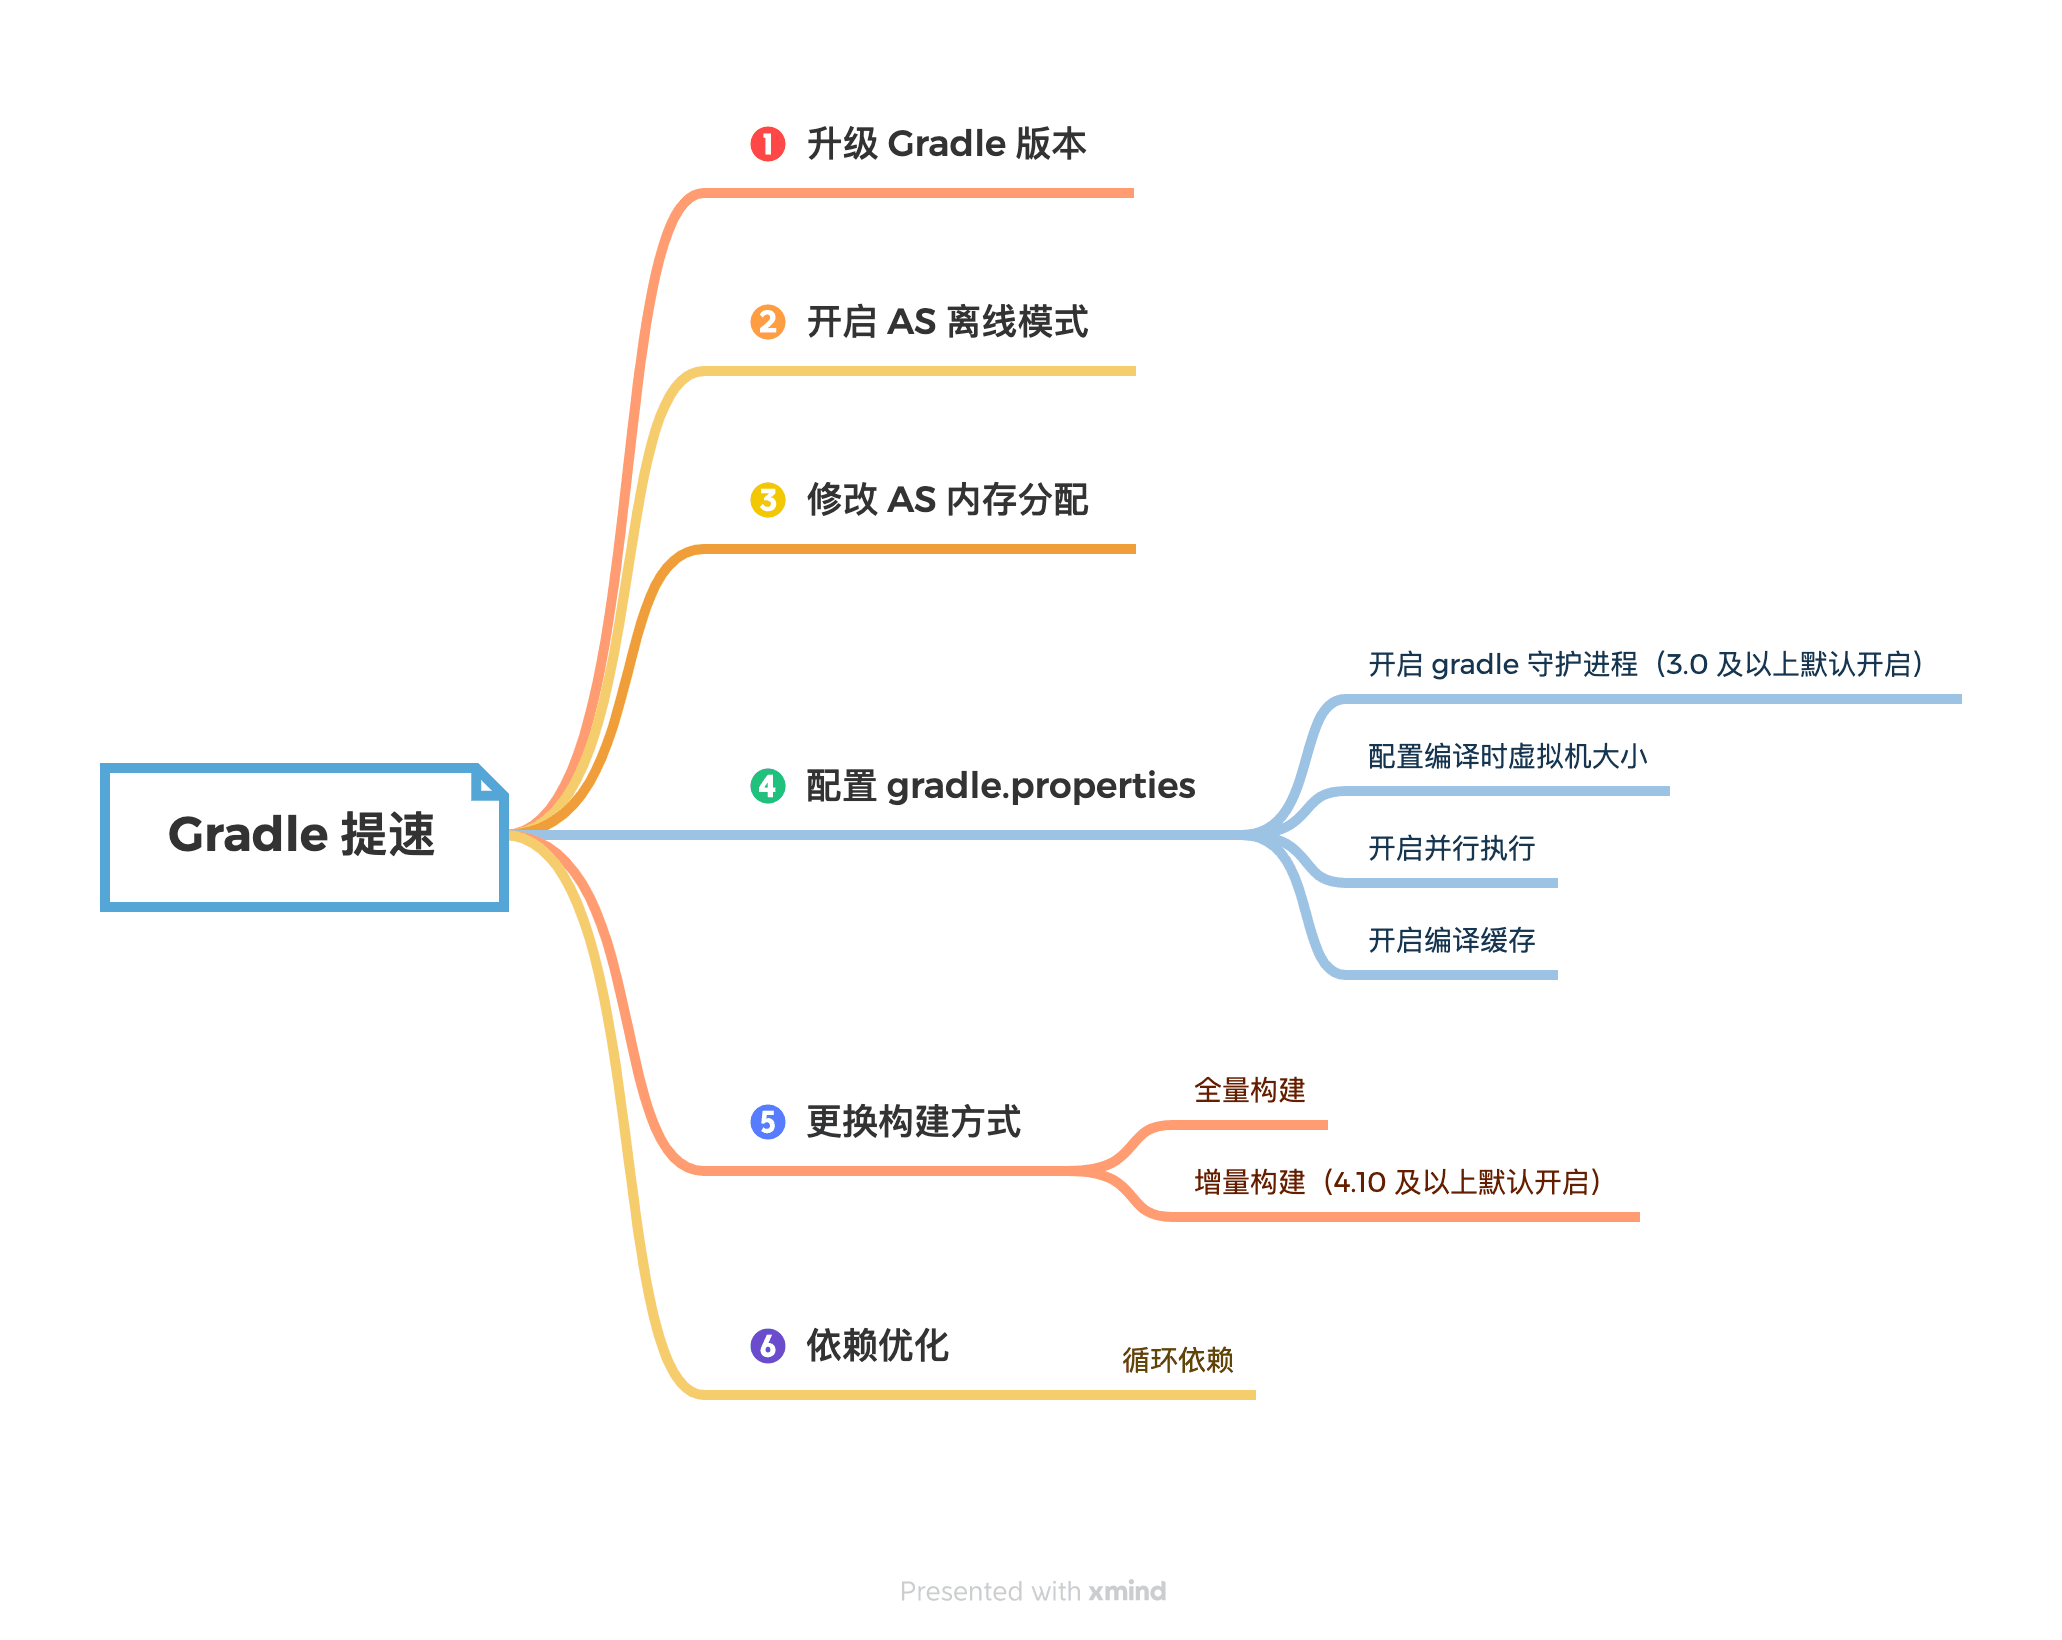 1 升级 Gradle 版本
2 开启 AS 离线模式
3 修改 AS 内存分配
Gradle 提速
4 配置 gradle.properties
开启 gradle 守护进程（3.0 及以上默认开启）
配置编译时虚拟机大小
开启并行执行
开启编译缓存
5 更换构建方式
全量构建
增量构建（4.10 及以上默认开启）
6 依赖优化
循环依赖
Presented with xmind